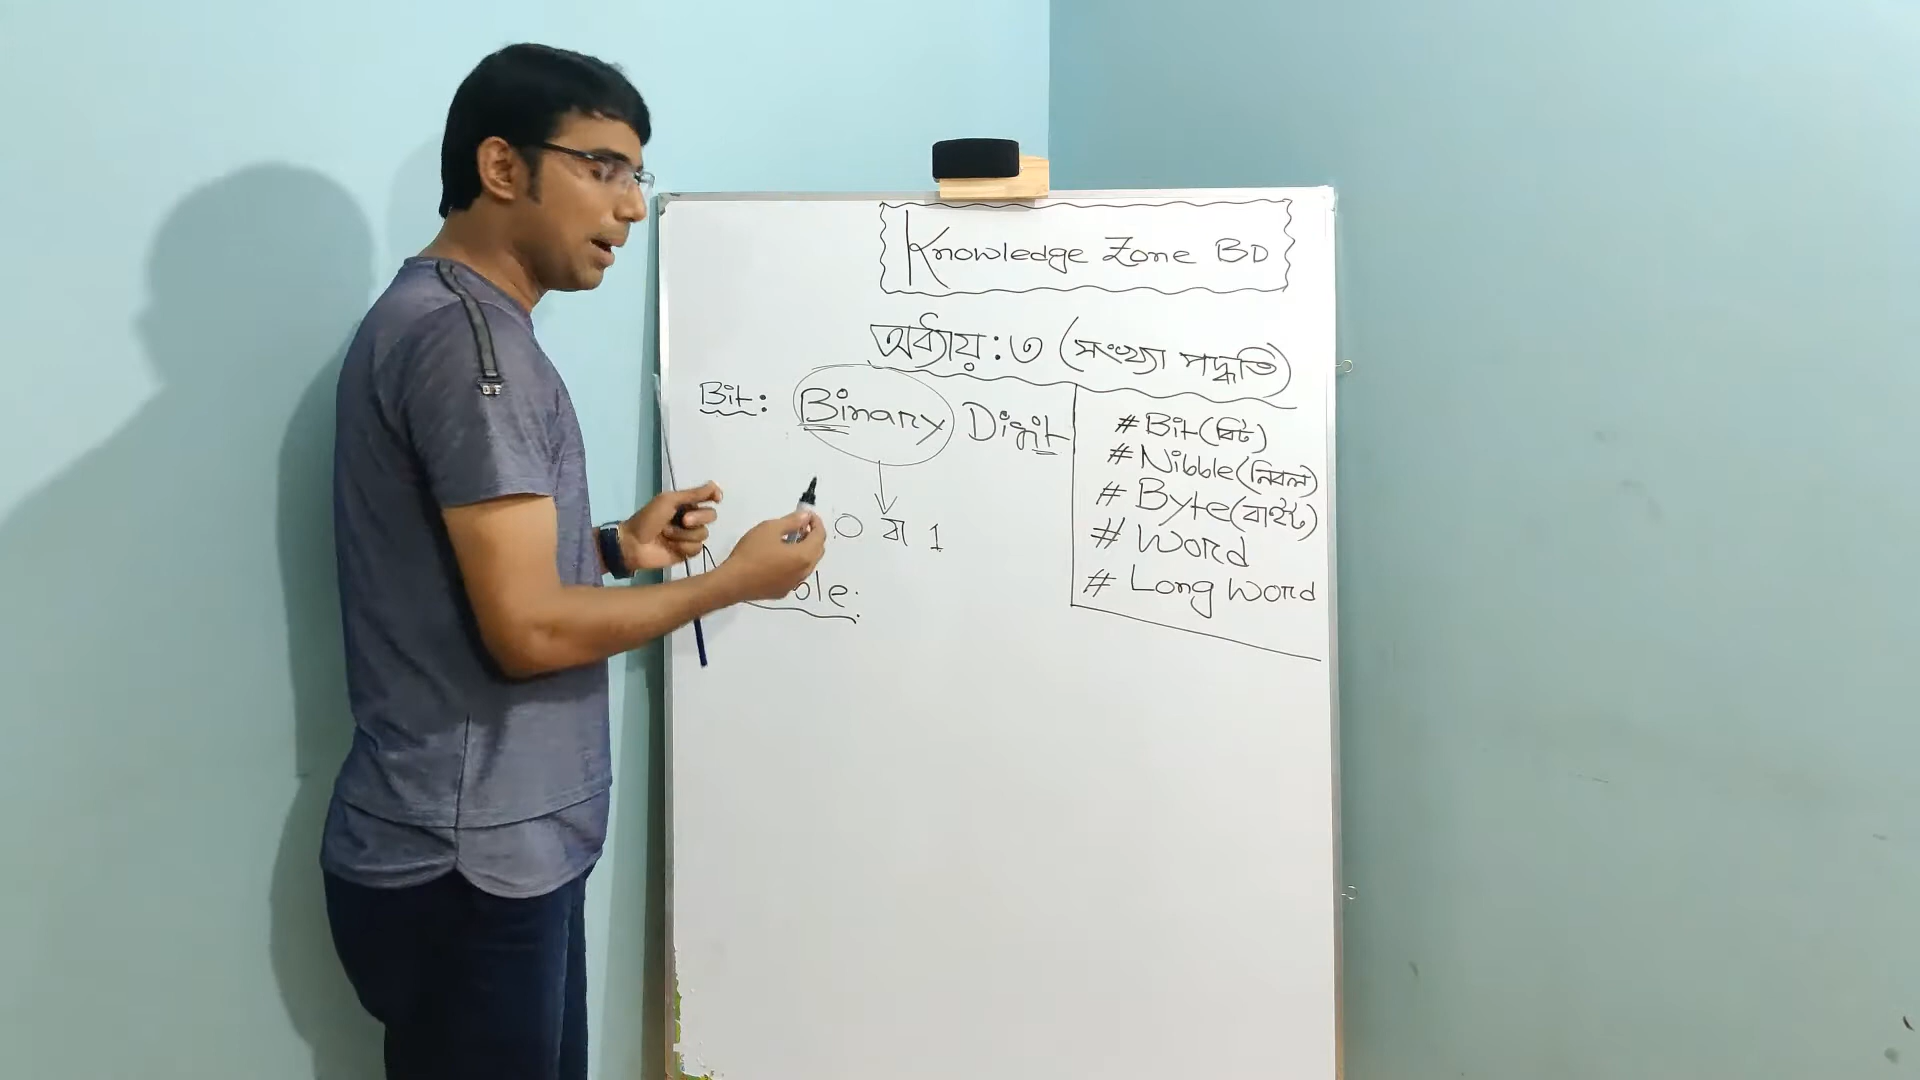 Knowledge Zone BD
অধ্যায়: ৩ (সংখ্যা পদ্ধতি)
Bit: Binary Digit
0 বা 1
# Bit (বিট)
# Nibble (নিবল)
# Byte (বাইট)
# Word
# Long Word